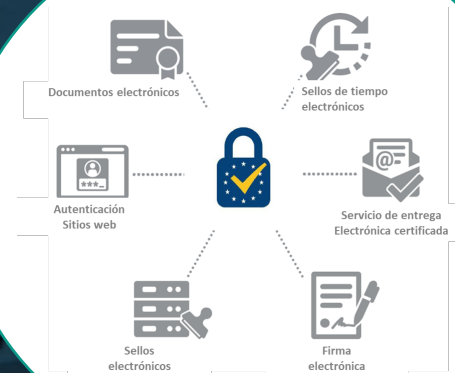 Documentos electrónicos
Sellos de tiempo
electrónicos
@
***_
Autenticación
Sitios web
Servicio de entrega
Electrónica certificada
Sellos
electrónicos
Firma
electrónica